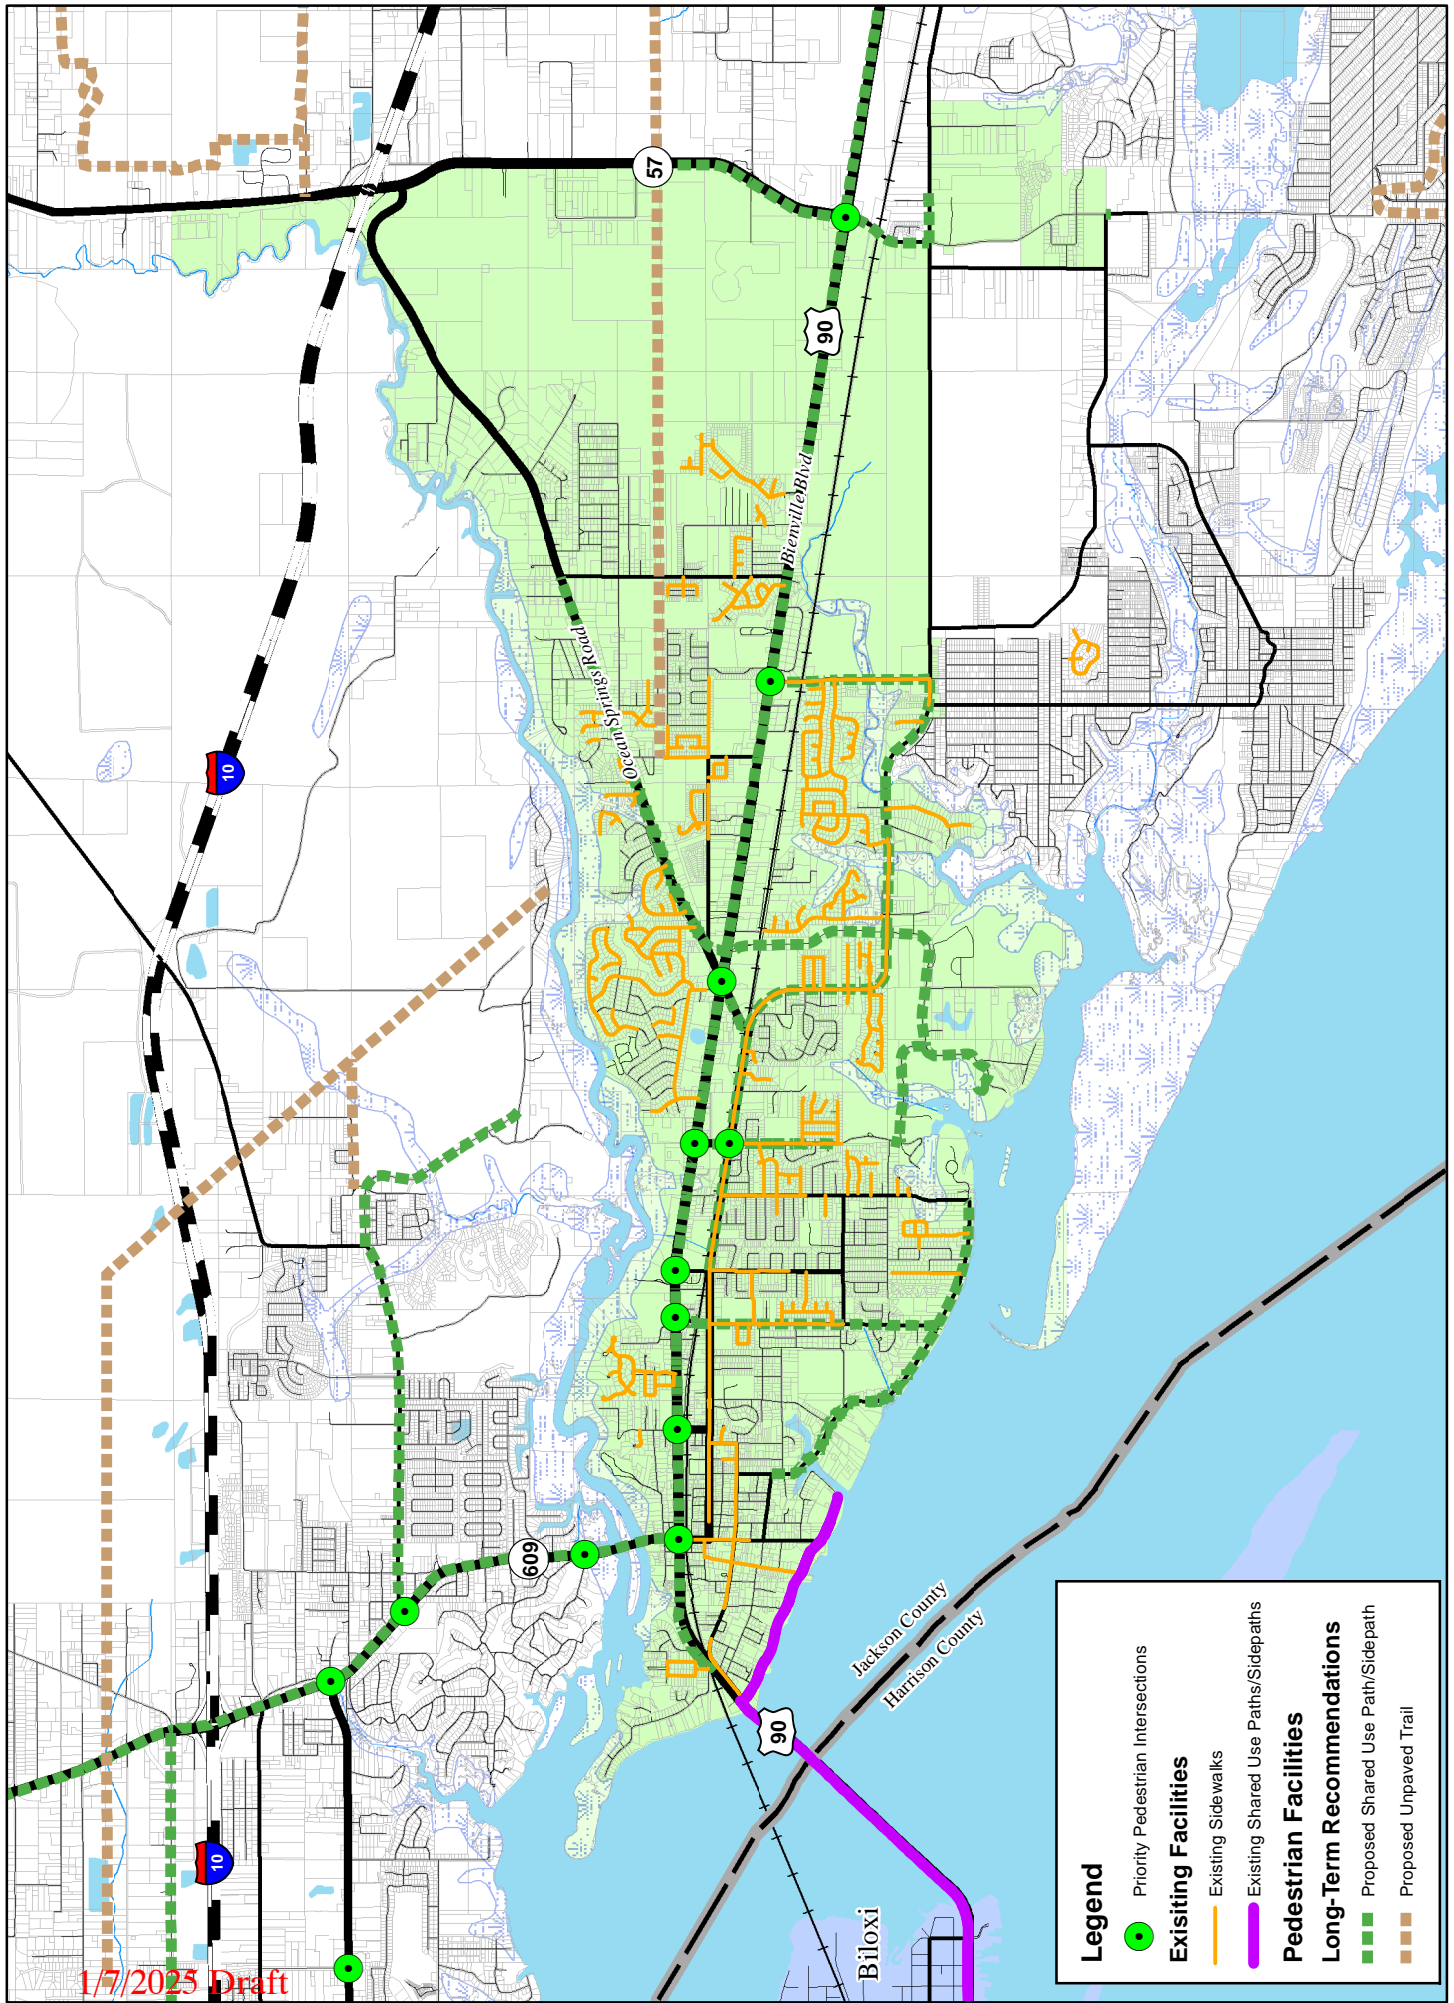 10
57
90
Bienville Blvd
Ocean Springs Road
609
10
90
Jackson County
Harrison County
Biloxi
Legend
Priority Pedestrian Intersections
Exisiting Facilities
Existing Sidewalks
Existing Shared Use Paths/Sidepaths
Pedestrian Facilities
Long-Term Recommendations
Proposed Shared Use Path/Sidepath
Proposed Unpaved Trail
1/7/2025 Draft